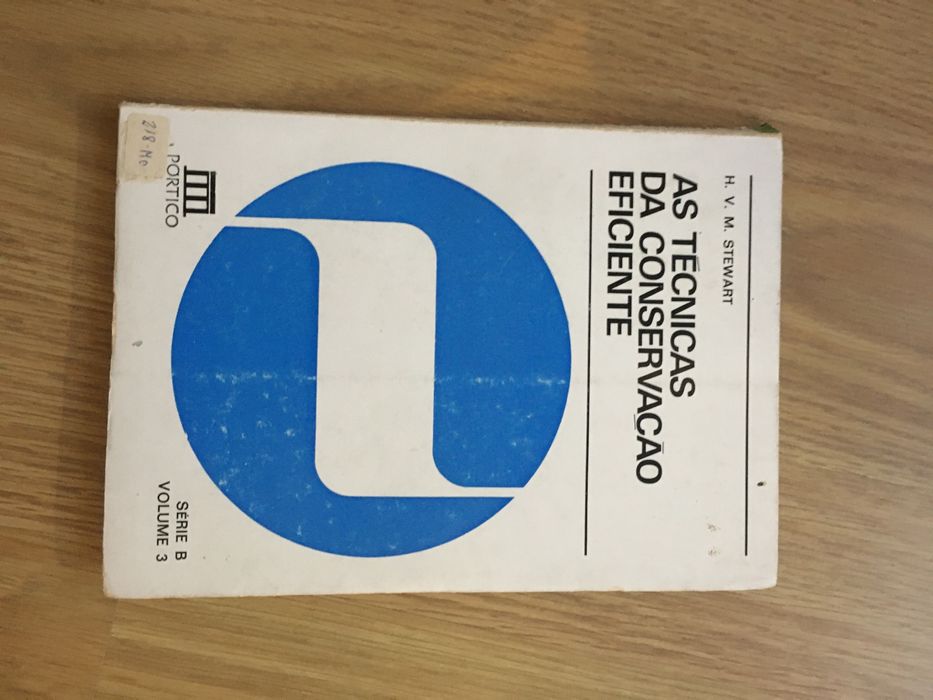 H. V. M. STEWART
AS TÉCNICAS
DA CONSERVAÇÃO
EFICIENTE
PÓRTICO
SÉRIE B
VOLUME 3